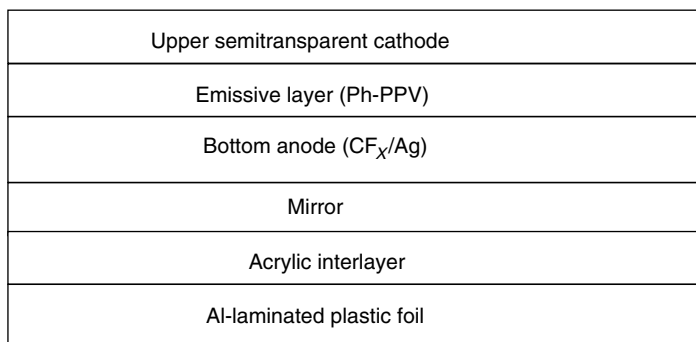 Upper semitransparent cathode
Emissive layer (Ph-PPV)
Bottom anode (CFX/Ag)
Mirror
Acrylic interlayer
Al-laminated plastic foil